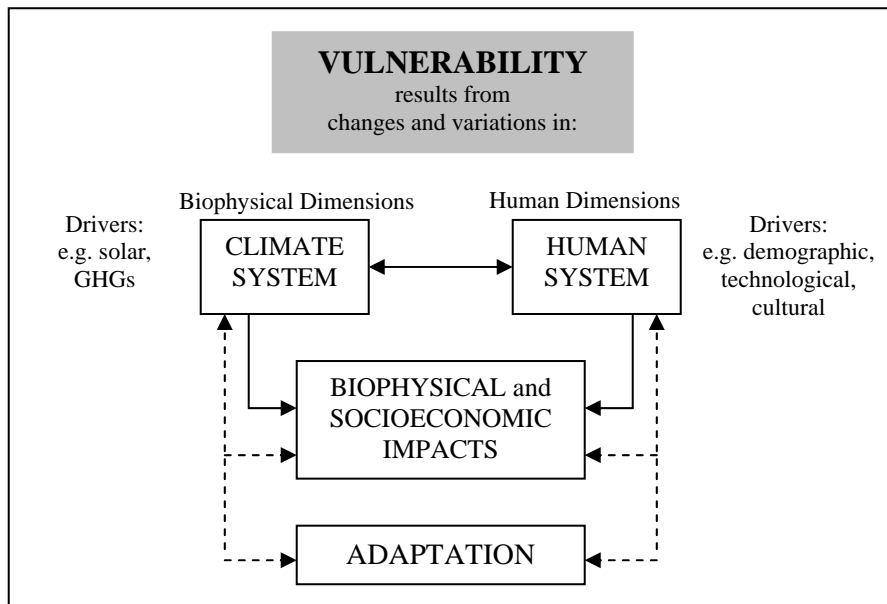 VULNERABILITY
results from
changes and variations in:
Biophysical Dimensions
Human Dimensions
Drivers:
e.g. solar,
GHGs
CLIMATE
SYSTEM
HUMAN
SYSTEM
Drivers:
e.g. demographic,
technological,
cultural
BIOPHYSICAL and
SOCIOECONOMIC
IMPACTS
ADAPTATION